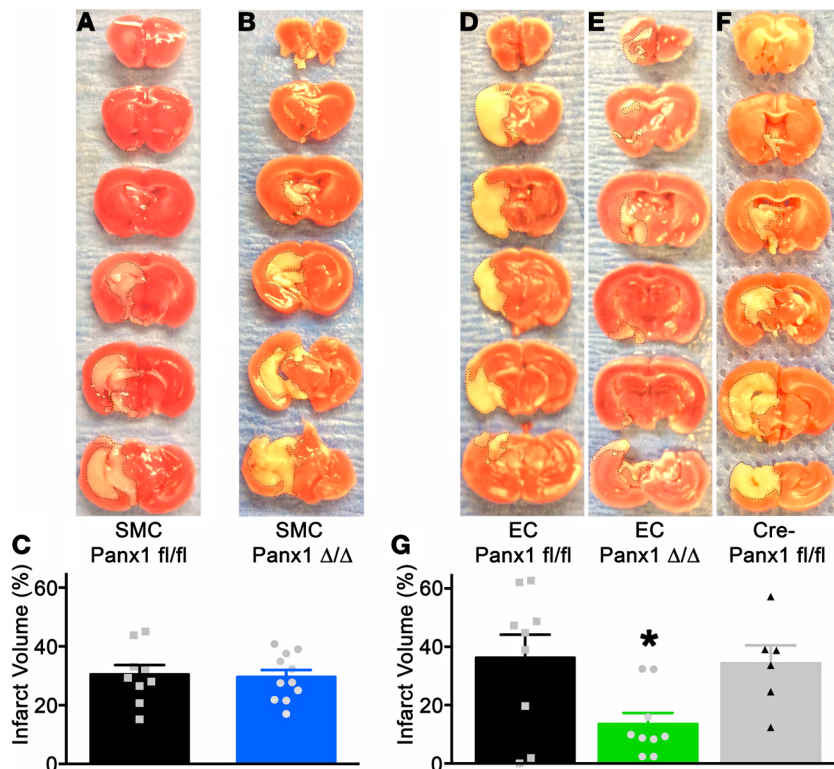 A
B
D
E
F
SMC
Panx1 fl/fl
SMC
Panx1 Δ/Δ
EC
Panx1 fl/fl
EC
Panx1 Δ/Δ
Cre-
Panx1 fl/fl
C
Infarct Volume (%)
60
40
20
0
G
Infarct Volume (%)
60
40
20
0
*